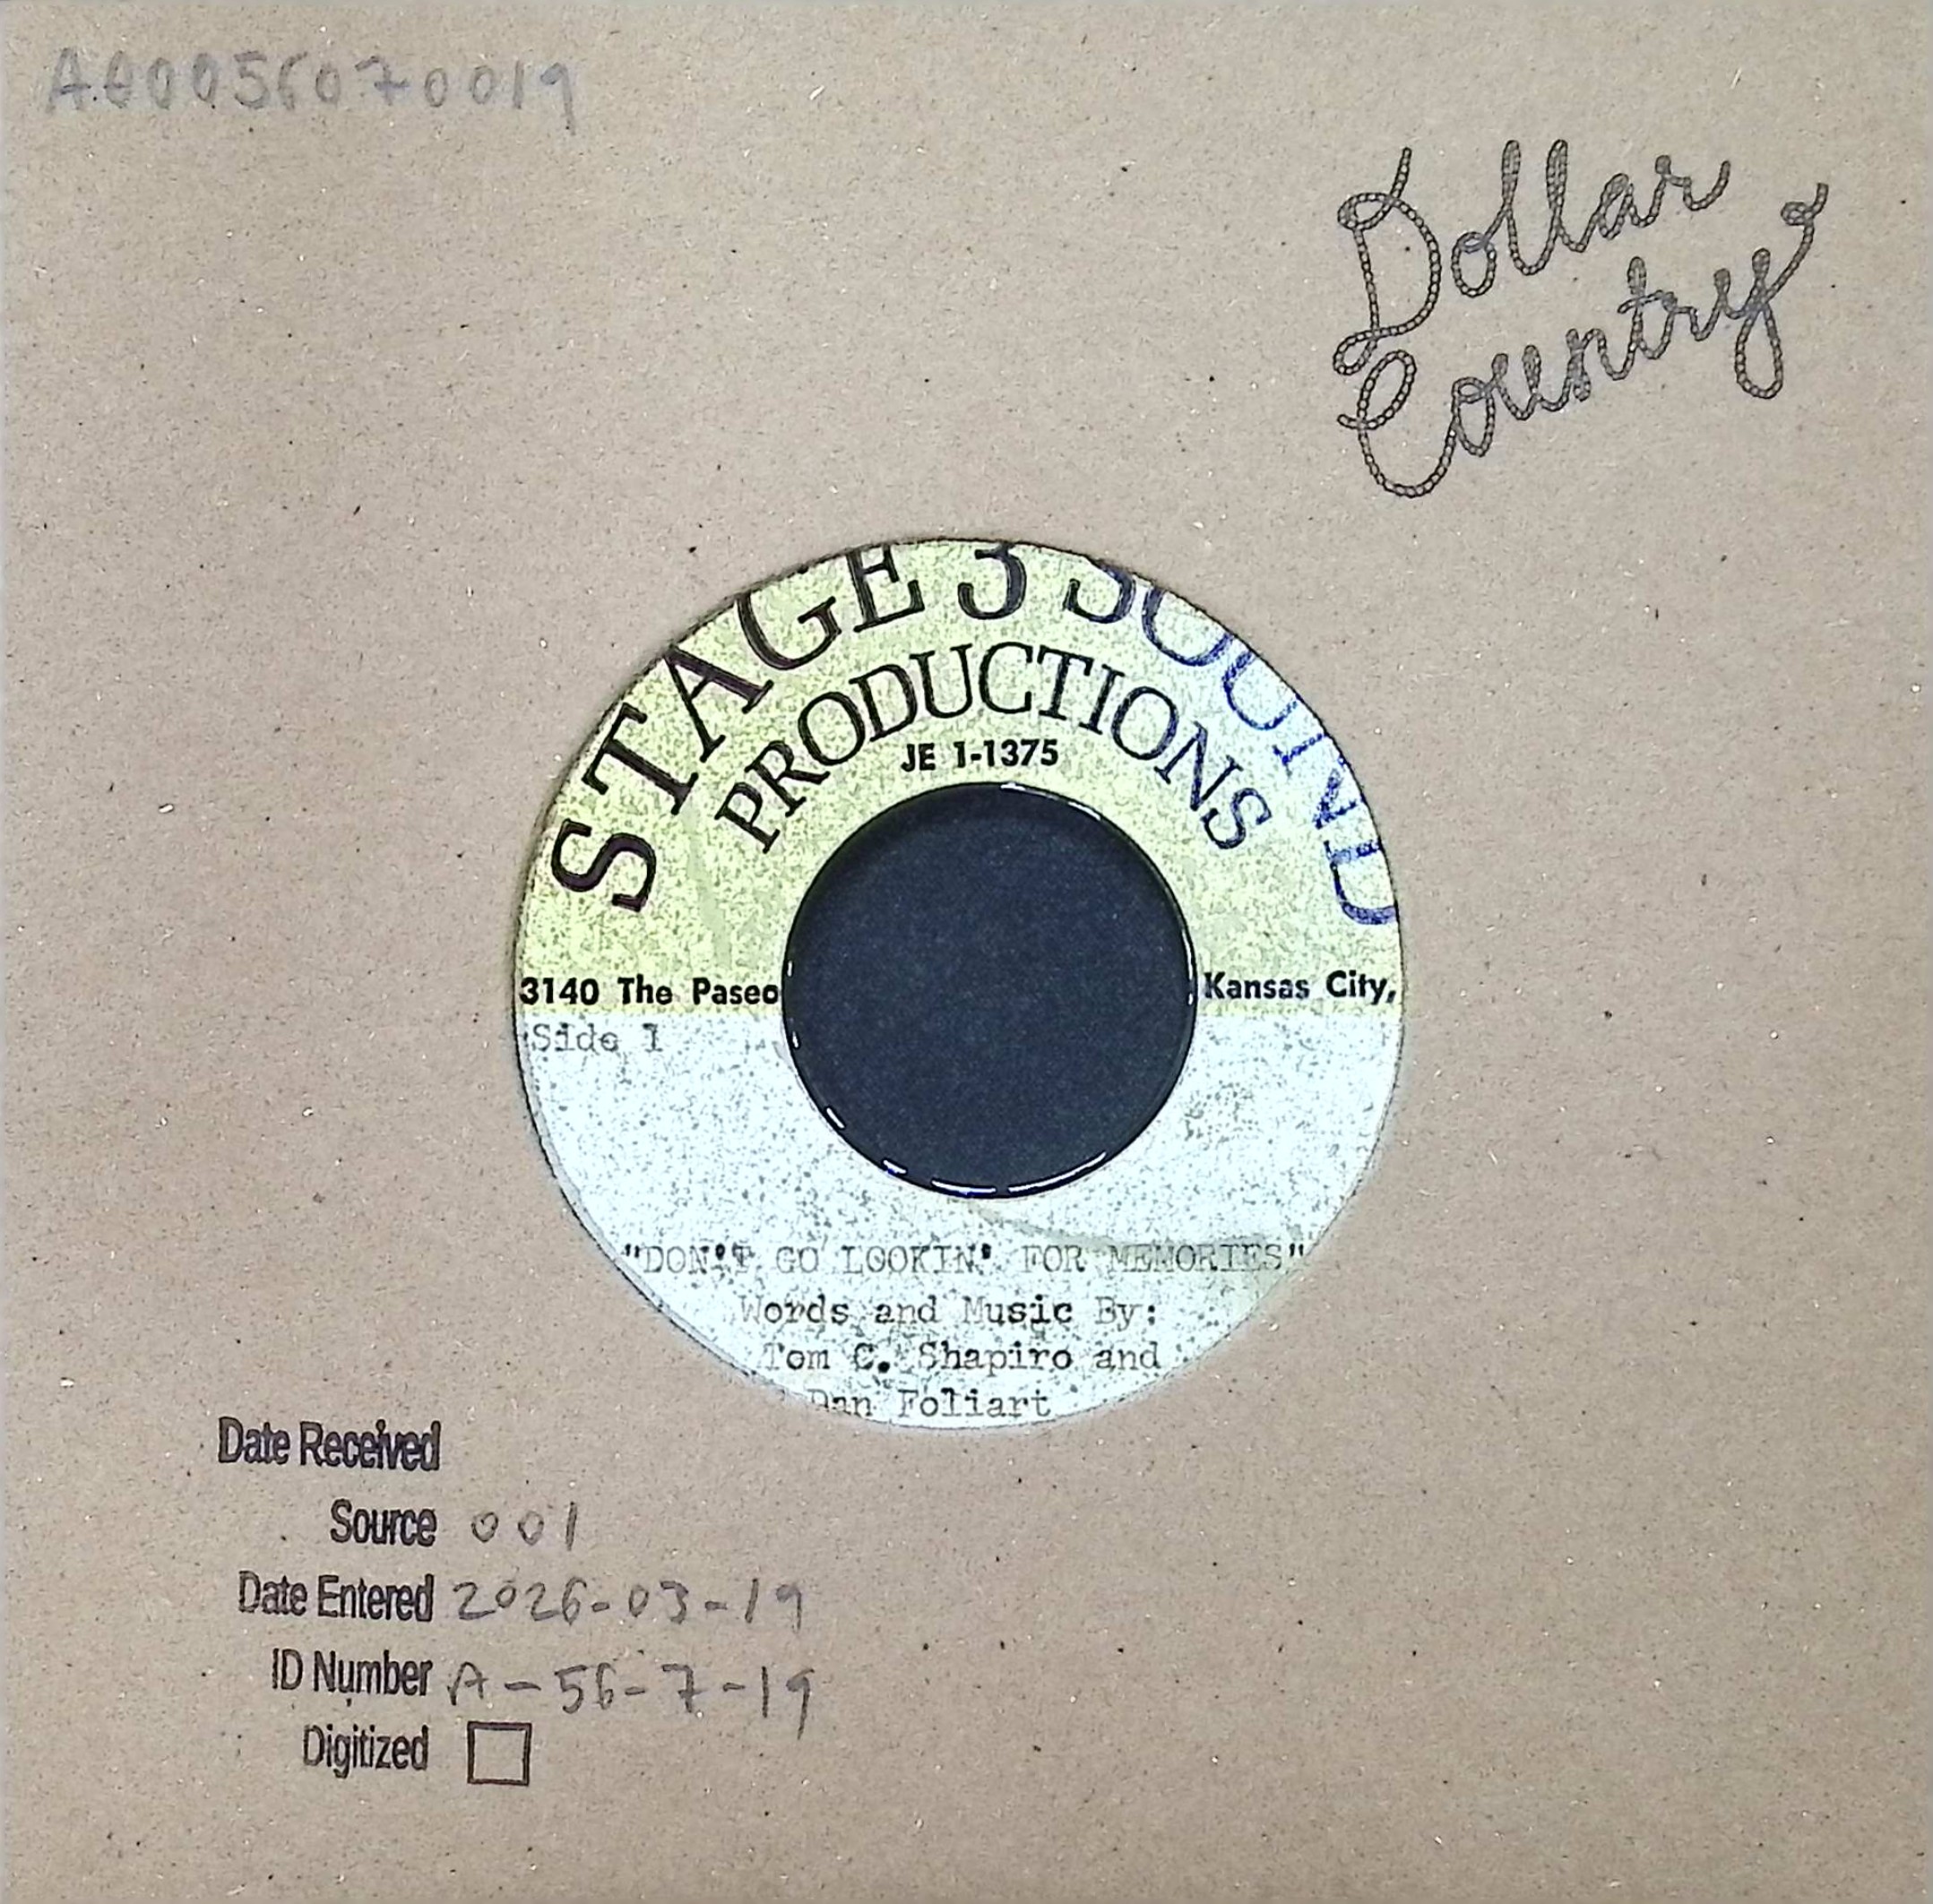 A00056070019
Dollar
Country
STAGE 3 SOUND
PRODUCTIONS
JE 1-1375
3140 The Paseo Kansas City,
Side 1
"DON'T GO LOOKIN' FOR MEMORIES"
Words and Music By:
Tom C. Shapiro and
Dan Foliart
Date Received
Source 001
Date Entered 2026-03-19
ID Number A-56-7-19
Digitized